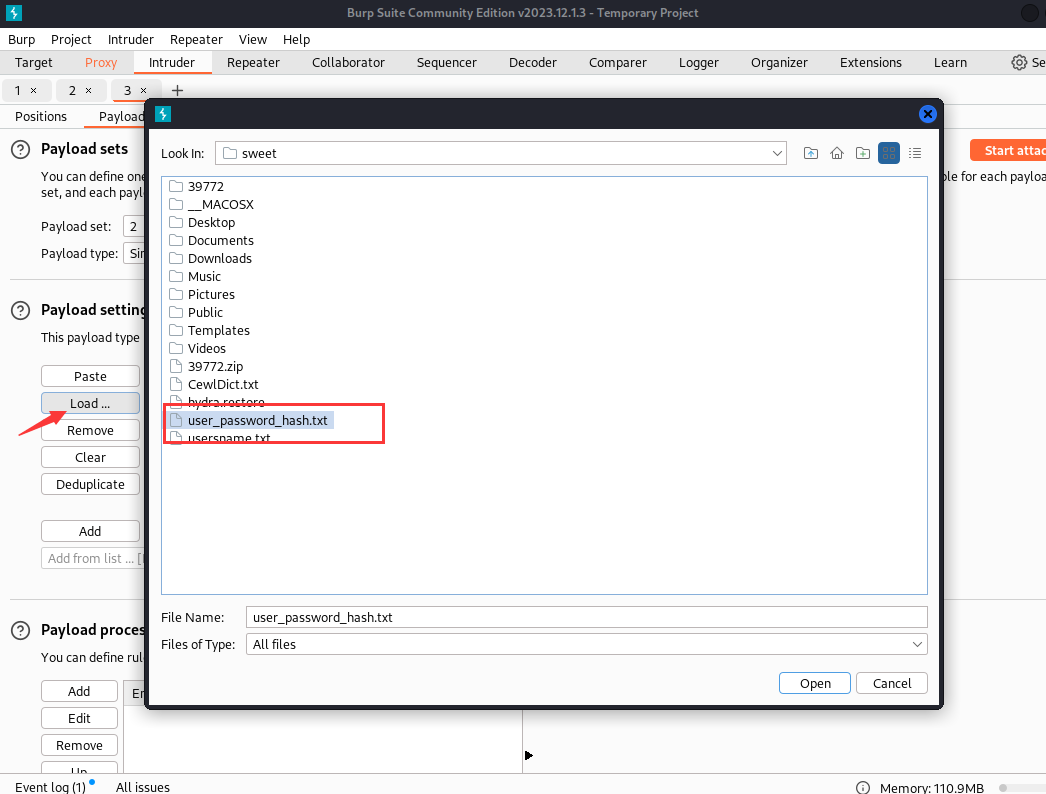 Burp Suite Community Edition v2023.12.1.3 - Temporary Project
Burp Project Intruder Repeater View Help
Target Proxy Intruder Repeater Collaborator Sequencer Decoder Comparer Logger Organizer Extensions Learn Se
1 × 2 × 3 × +
Positions Payload
Payload sets
Start attac
You can define one
ble for each payloa
set, and each payl
Payload set: 2
Payload type: Sir
Payload setting
This payload type
Paste
Load ...
Remove
Clear
Deduplicate
Add
Add from list ... [
Payload proces
You can define rul
Add
Edit
Remove
Up
Look In: sweet
39772
__MACOSX
Desktop
Documents
Downloads
Music
Pictures
Public
Templates
Videos
39772.zip
CewlDict.txt
hydra.restore
user_password_hash.txt
usersname.txt
File Name: user_password_hash.txt
Files of Type: All files
Open Cancel
Event log (1) All issues
Memory: 110.9MB